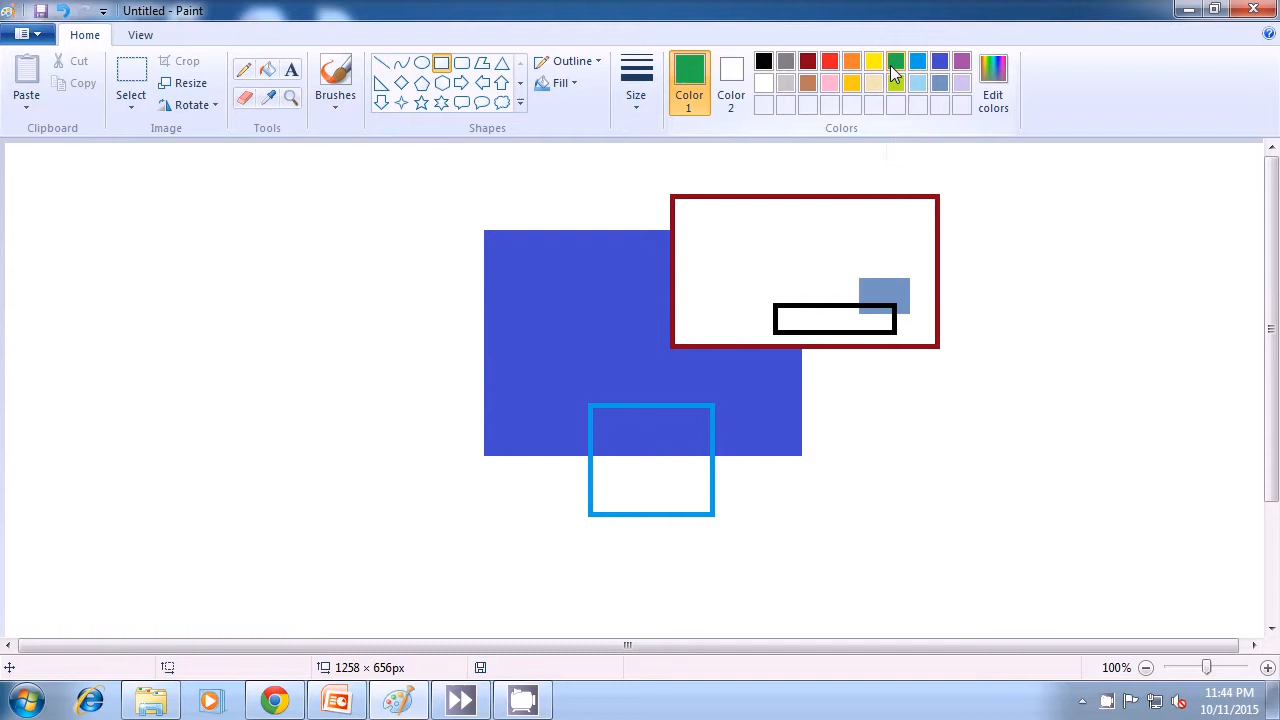 Untitled - Paint
Home View
Paste
Cut
Copy
Clipboard
Select
Crop
Resize
Rotate
Image
A
Tools
Brushes
Outline
Fill
Shapes
Size
Color 1
Color 2
Edit colors
Colors
1258 × 656px
100%
11:44 PM
10/11/2015